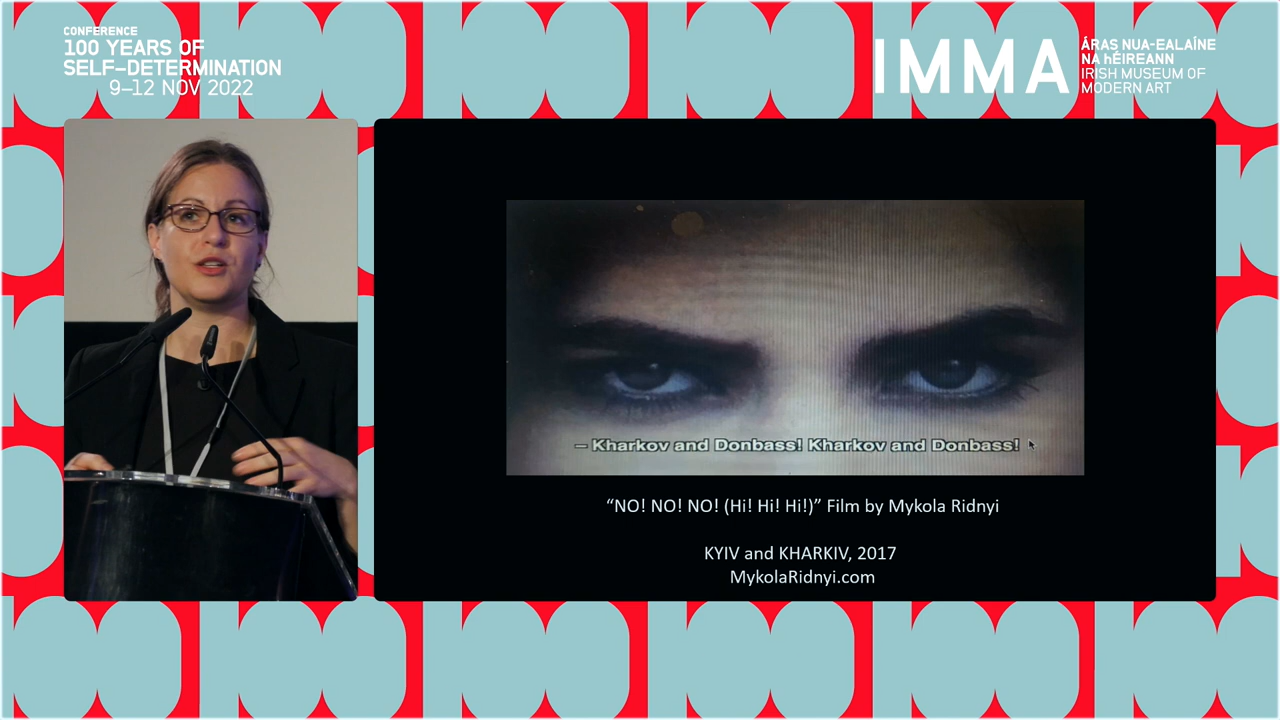 CONFERENCE
100 YEARS OF
SELF–DETERMINATION
9–12 NOV 2022
IMMA
ÁRAS NUA-EALAÍNE
NA hÉIREANN
IRISH MUSEUM OF
MODERN ART
– Kharkov and Donbass! Kharkov and Donbass!
“NO! NO! NO! (Hi! Hi! Hi!)” Film by Mykola Ridnyi
KYIV and KHARKIV, 2017
MykolaRidnyi.com